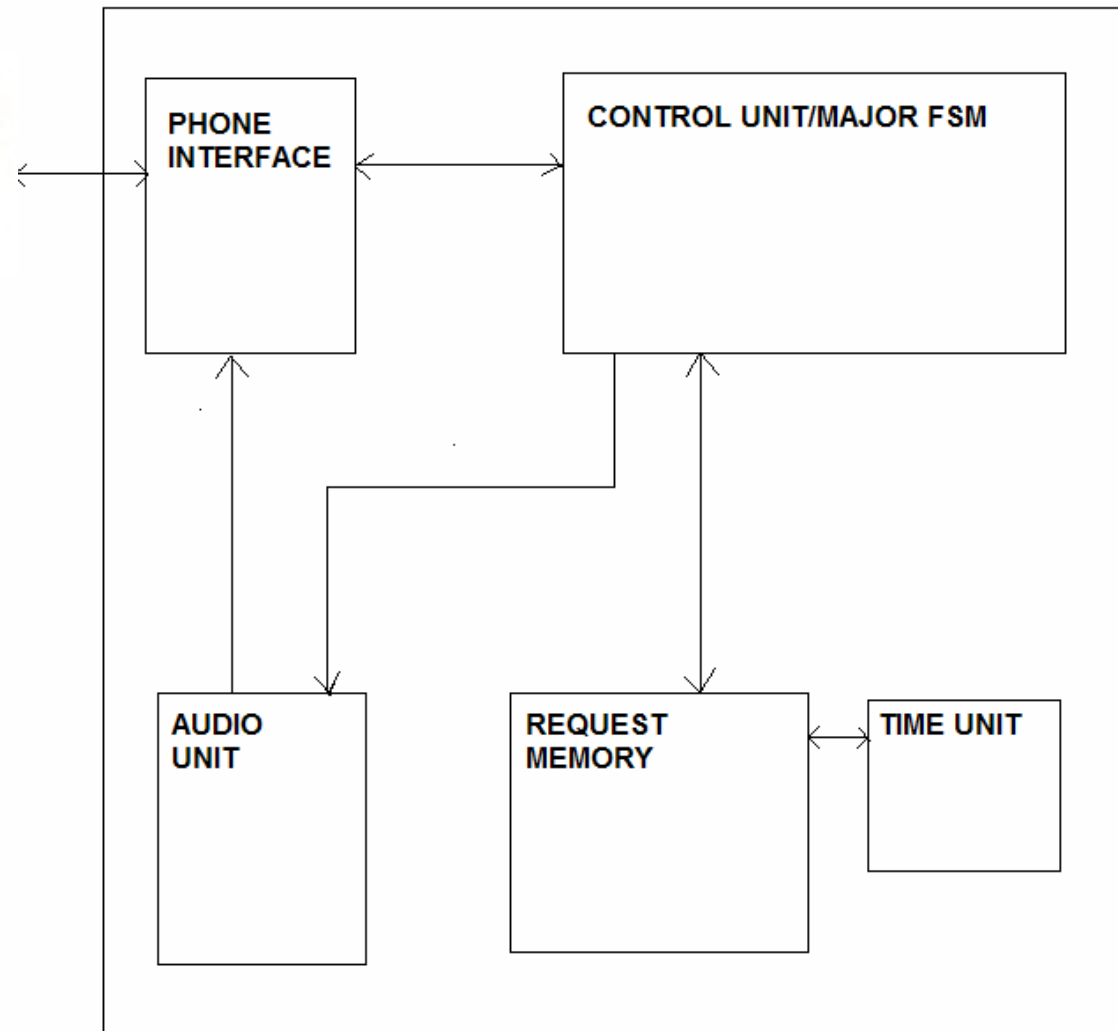 PHONE
INTERFACE
CONTROL UNIT/MAJOR FSM
AUDIO
UNIT
REQUEST
MEMORY
TIME UNIT